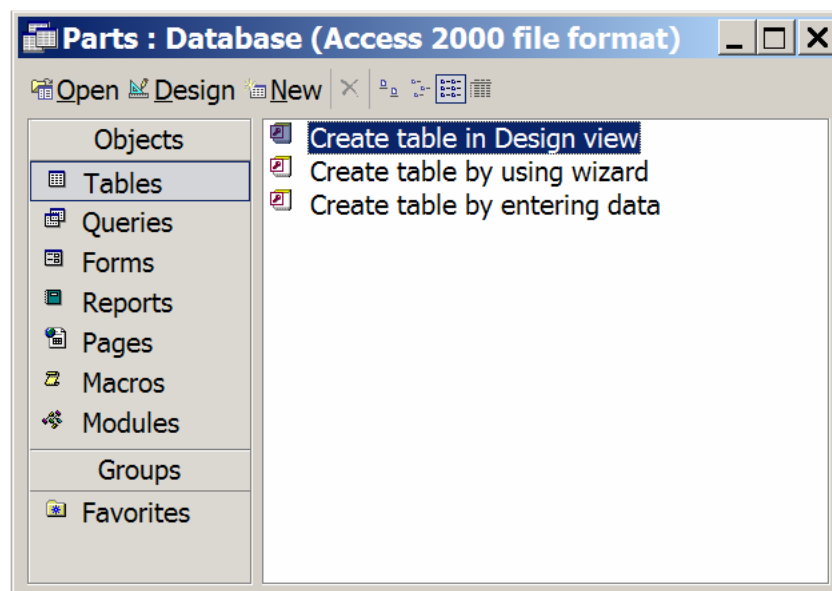 Parts : Database (Access 2000 file format)
Open Design New
Objects
Tables
Queries
Forms
Reports
Pages
Macros
Modules
Groups
Favorites
Create table in Design view
Create table by using wizard
Create table by entering data